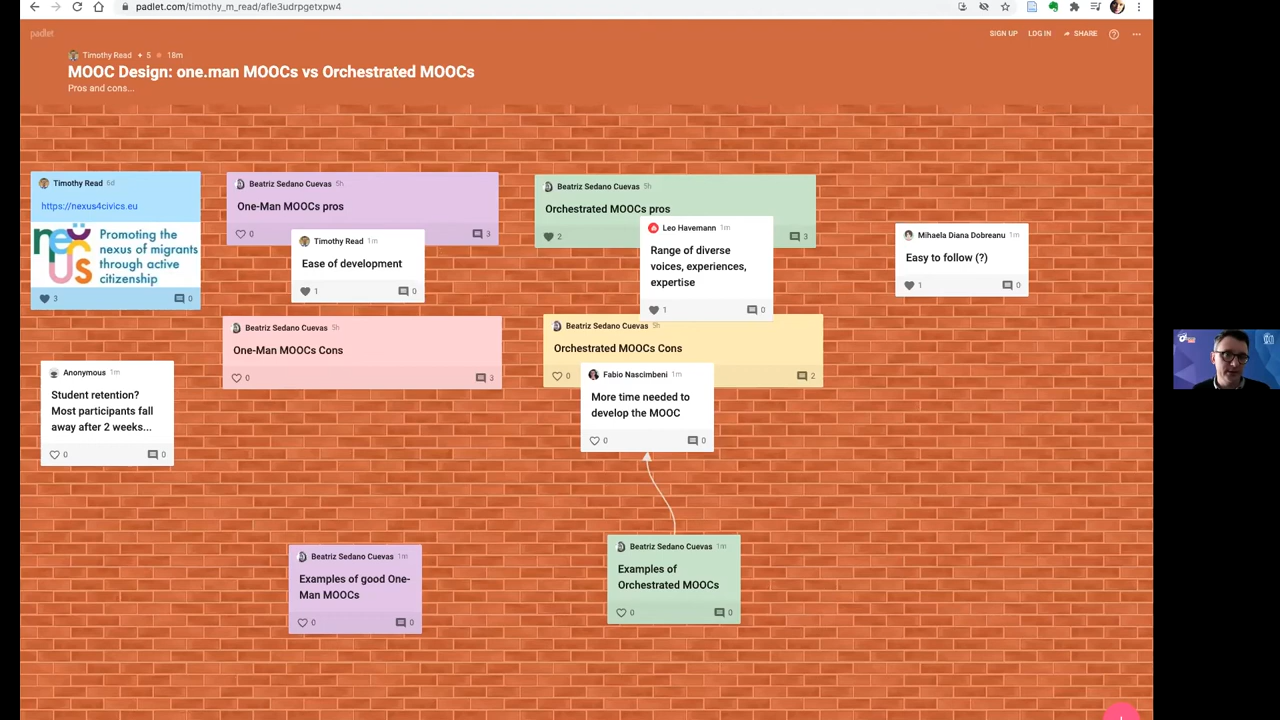 padlet.com/timothy_m_read/afle3udrpgetxpw4
padlet
SIGN UP LOG IN SHARE
Timothy Read + 5 18m
MOOC Design: one.man MOOCs vs Orchestrated MOOCs
Pros and cons...
Timothy Read 6d
https://nexus4civics.eu
nexus
Promoting the
nexus of migrants
through active
citizenship
3 0
Beatriz Sedano Cuevas 5h
One-Man MOOCs pros
0 3
Timothy Read 1m
Ease of development
1 0
Beatriz Sedano Cuevas 5h
Orchestrated MOOCs pros
2 3
Leo Havemann 1m
Range of diverse
voices, experiences,
expertise
1 0
Mihaela Diana Dobreanu 1m
Easy to follow (?)
1 0
Beatriz Sedano Cuevas 5h
One-Man MOOCs Cons
0 3
Beatriz Sedano Cuevas 5h
Orchestrated MOOCs Cons
0 2
Fabio Nascimbeni 1m
More time needed to
develop the MOOC
0 0
Anonymous 1m
Student retention?
Most participants fall
away after 2 weeks...
0 0
Beatriz Sedano Cuevas 1m
Examples of good One-
Man MOOCs
0 0
Beatriz Sedano Cuevas 1m
Examples of
Orchestrated MOOCs
0 0